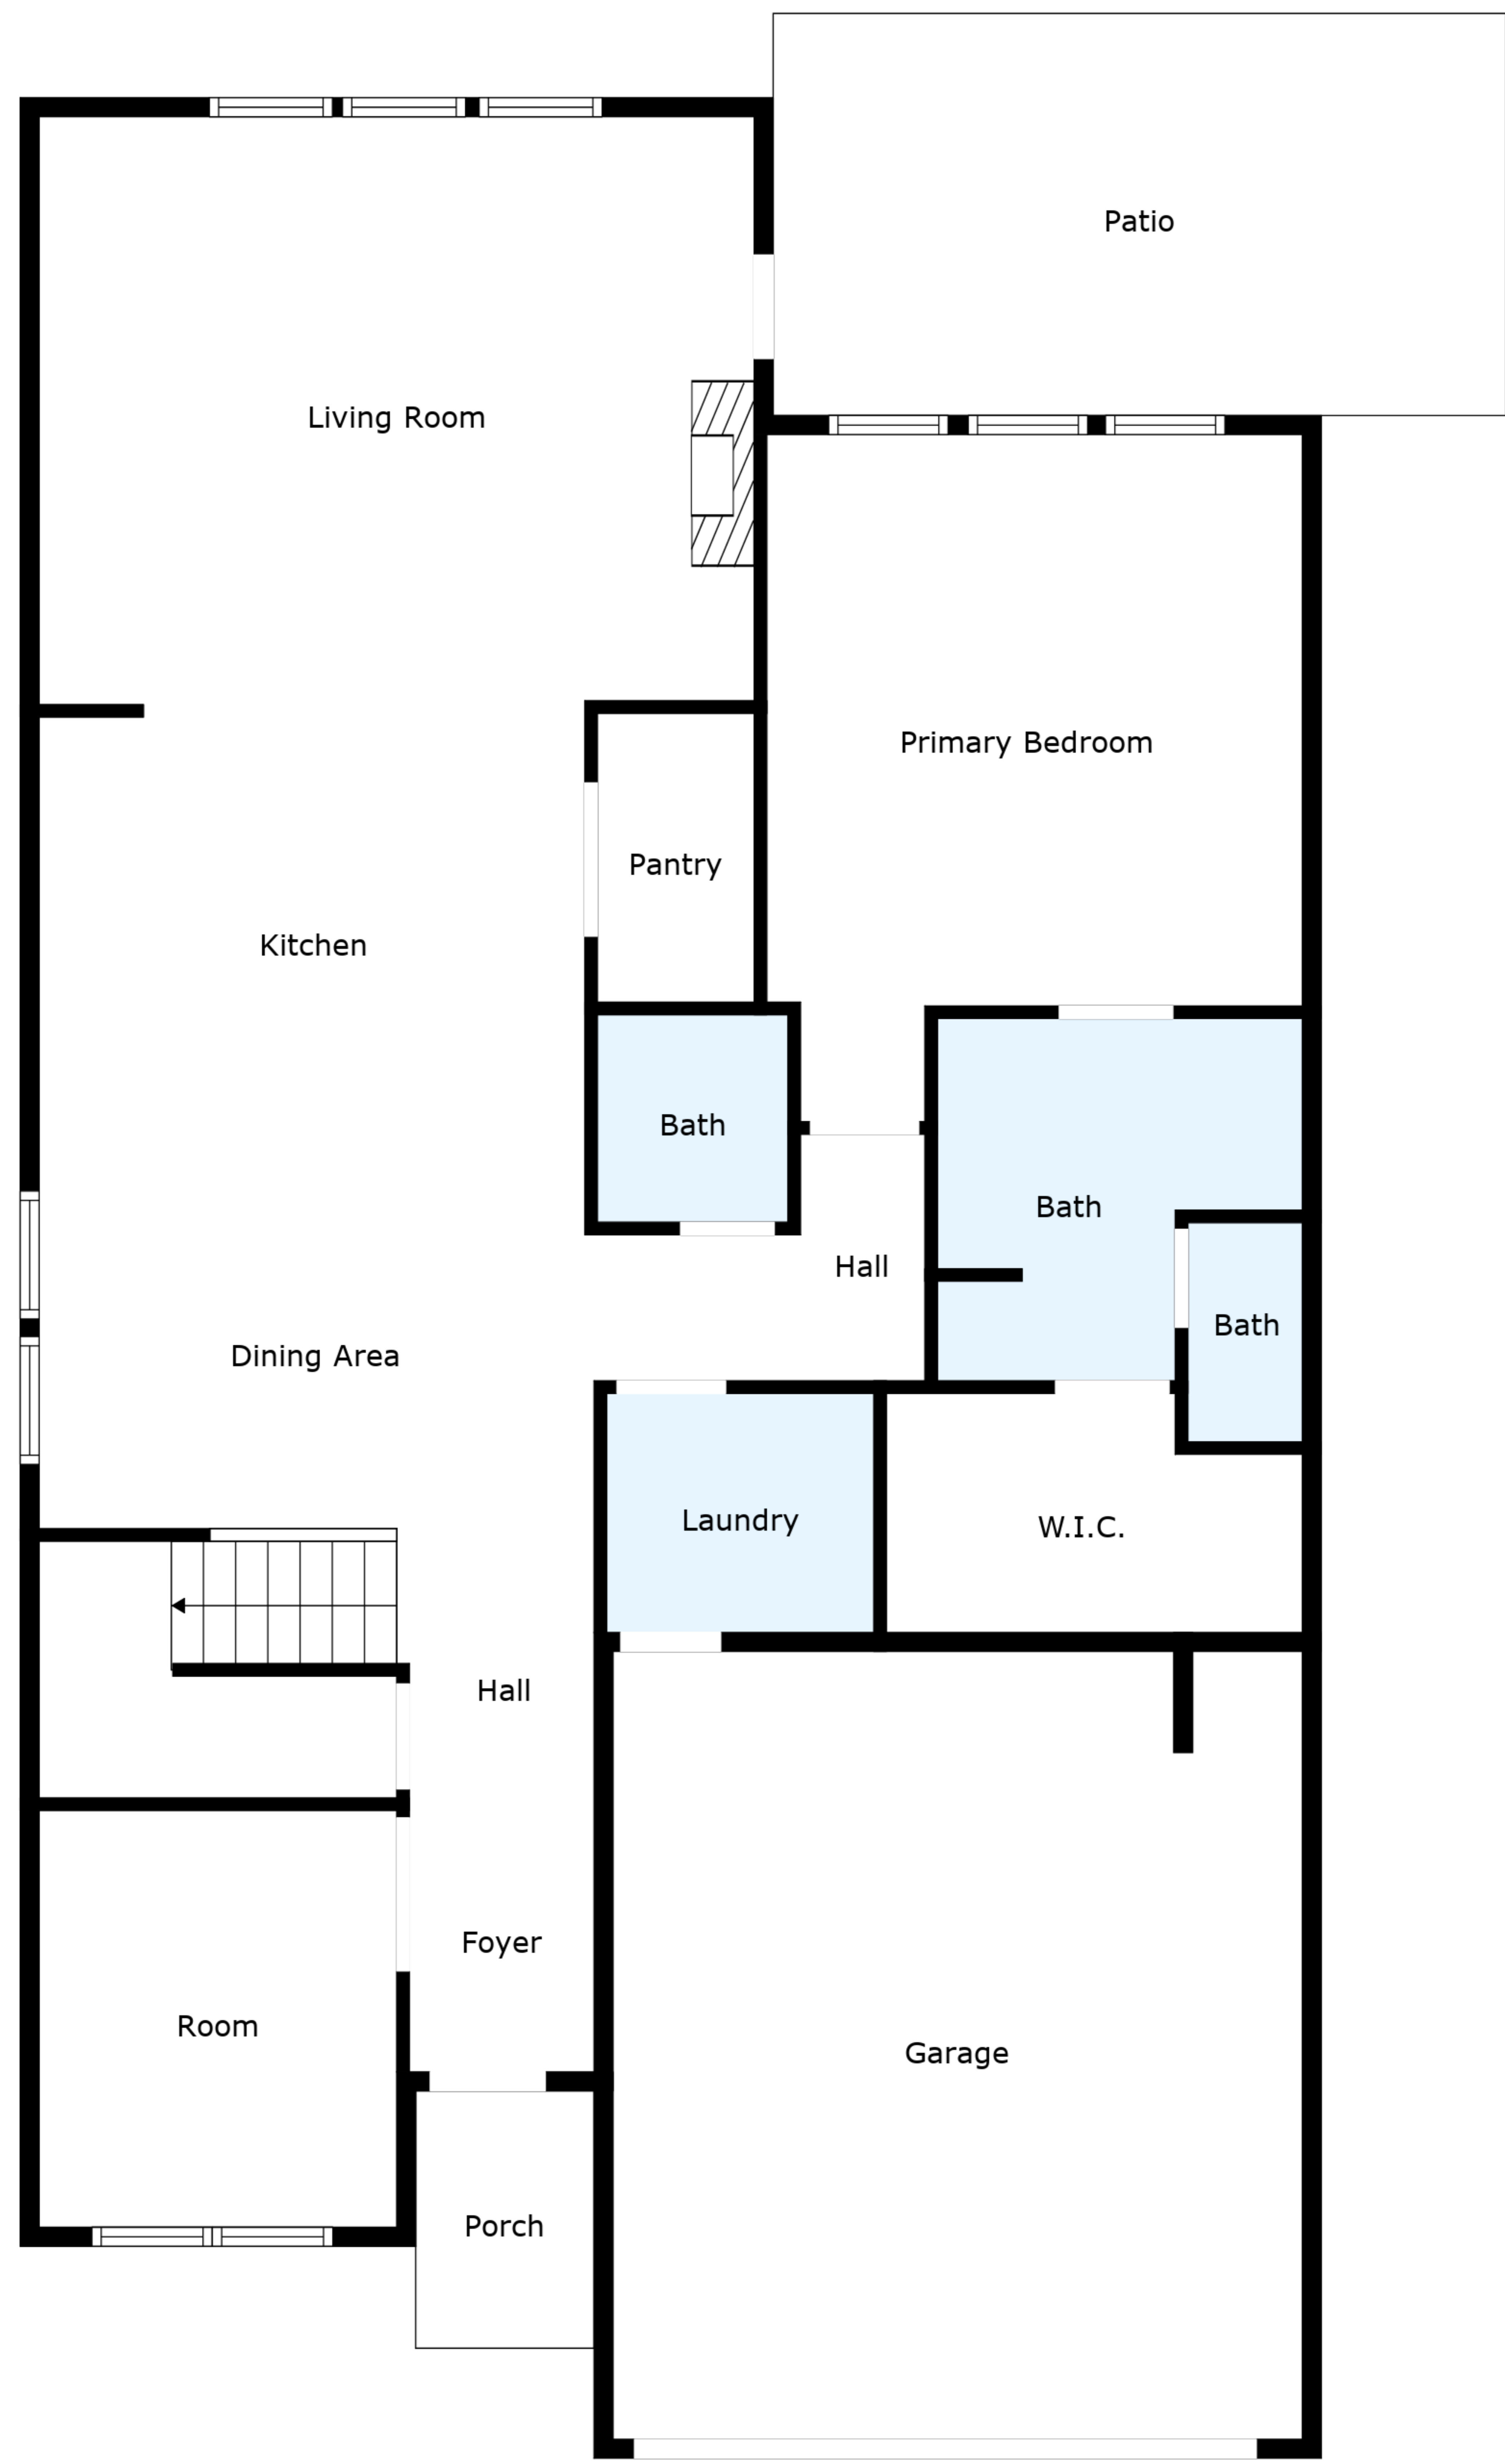 Patio
Living Room
Primary Bedroom
Pantry
Kitchen
Bath
Bath
Hall
Bath
Dining Area
Laundry
W.I.C.
Hall
Foyer
Room
Garage
Porch